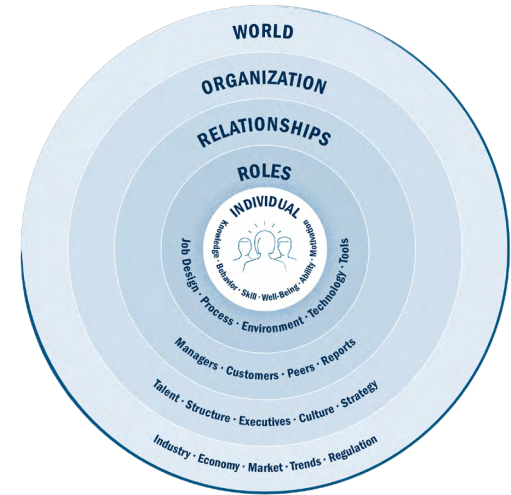 WORLD
ORGANIZATION
RELATIONSHIPS
ROLES
INDIVIDUAL
Knowledge · Behavior · Skill · Well-Being · Ability · Motivation
Job Design · Process · Environment · Technology · Tools
Managers · Customers · Peers · Reports
Talent · Structure · Executives · Culture · Strategy
Industry · Economy · Market · Trends · Regulation